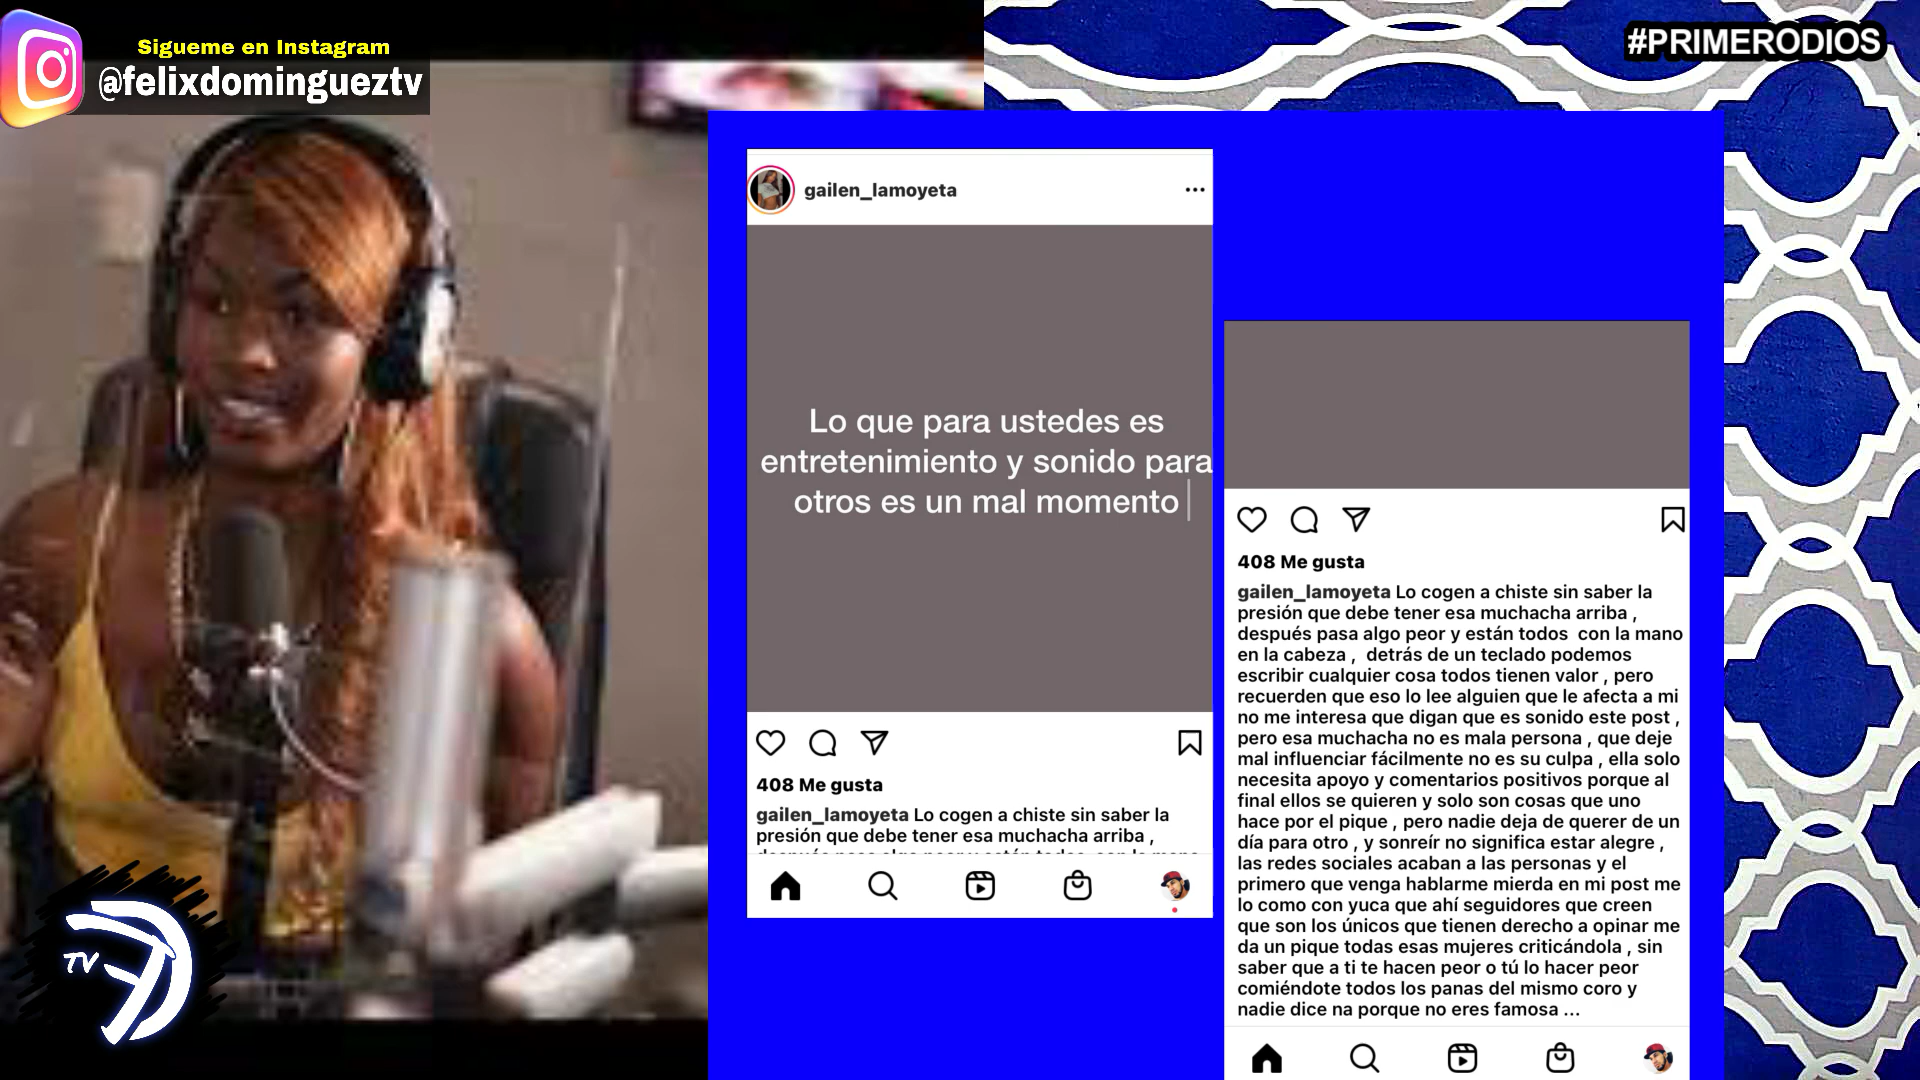 Sigueme en Instagram
@felixdomingueztv
#PRIMERODIOS
gailen_lamoyeta
Lo que para ustedes es
entretenimiento y sonido para
otros es un mal momento
408 Me gusta
gailen_lamoyeta Lo cogen a chiste sin saber la
presión que debe tener esa muchacha arriba ,
408 Me gusta
gailen_lamoyeta Lo cogen a chiste sin saber la
presión que debe tener esa muchacha arriba ,
después pasa algo peor y están todos con la mano
en la cabeza , detrás de un teclado podemos
escribir cualquier cosa todos tienen valor , pero
recuerden que eso lo lee alguien que le afecta a mi
no me interesa que digan que es sonido este post ,
pero esa muchacha no es mala persona , que deje
mal influenciar fácilmente no es su culpa , ella solo
necesita apoyo y comentarios positivos porque al
final ellos se quieren y solo son cosas que uno
hace por el pique , pero nadie deja de querer de un
día para otro , y sonreír no significa estar alegre ,
las redes sociales acaban a las personas y el
primero que venga hablarme mierda en mi post me
lo como con yuca que ahí seguidores que creen
que son los únicos que tienen derecho a opinar me
da un pique todas esas mujeres criticándola , sin
saber que a ti te hacen peor o tú lo hacer peor
comiéndote todos los panas del mismo coro y
nadie dice na porque no eres famosa ...
TV